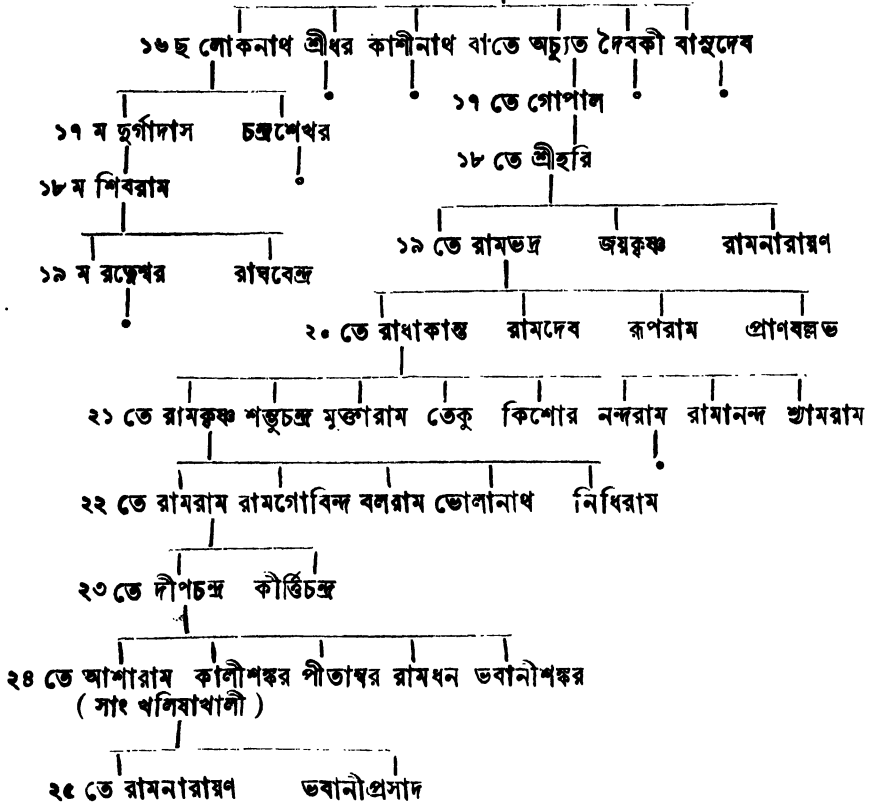 ১৬ ছ লোকনাথ শ্রীধর কাশীনাথ বাতে অচ্যুত দৈবকী বাসুদেব
১৭ তে গোপাল
১৭ ম দুর্গাদাস চন্দ্রশেখর
১৮ তে শ্রীহরি
১৮ ম শিবরাম
১৯ তে রামভদ্র জয়কৃষ্ণ রামনারায়ণ
১৯ ম রত্নেশ্বর রাঘবেন্দ্র
২০ তে রাধাকান্ত রামদেব রূপরাম প্রাণবল্লভ
২১ তে রামকৃষ্ণ শম্ভুচন্দ্র মুক্তারাম তেকু কিশোর নন্দরাম রামানন্দ শ্যামরাম
২২ তে রামরাম রামগোবিন্দ বলরাম ভোলানাথ নিধিরাম
২৩ তে দীপচন্দ্র কীর্ত্তিচন্দ্র
২৪ তে আশারাম কালীশঙ্কর পীতাম্বর রামধন ভবানীশঙ্কর
( সাং খলিষাখালী )
২৫ তে রামনারায়ণ ভবানীপ্রসাদ